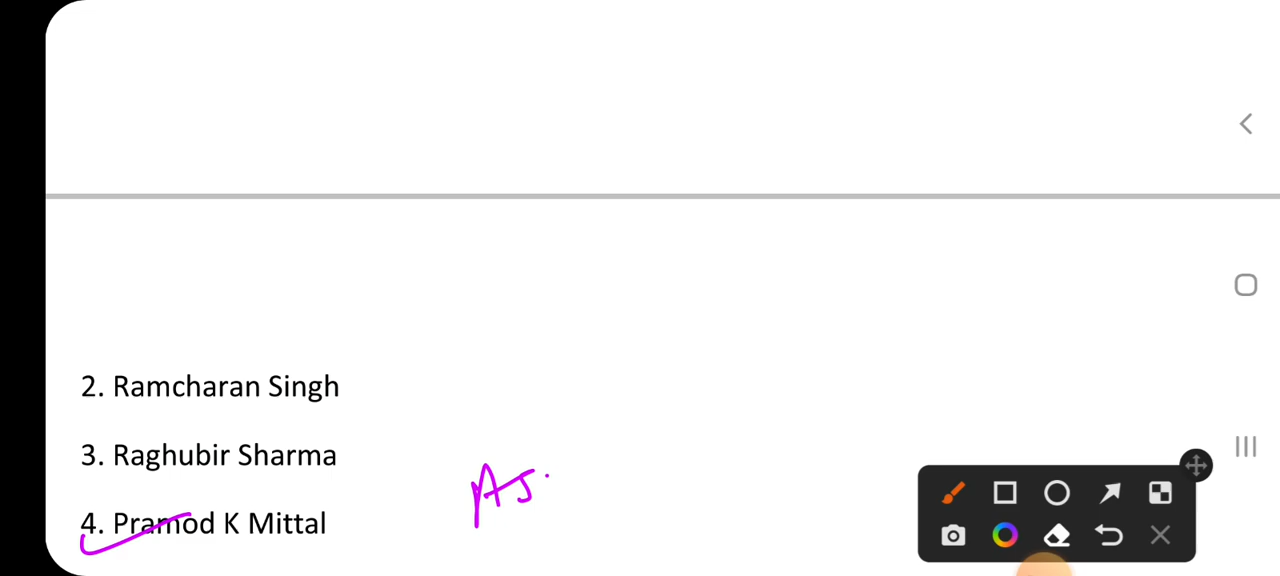 2. Ramcharan Singh
3. Raghubir Sharma
As.
4. Pramod K Mittal